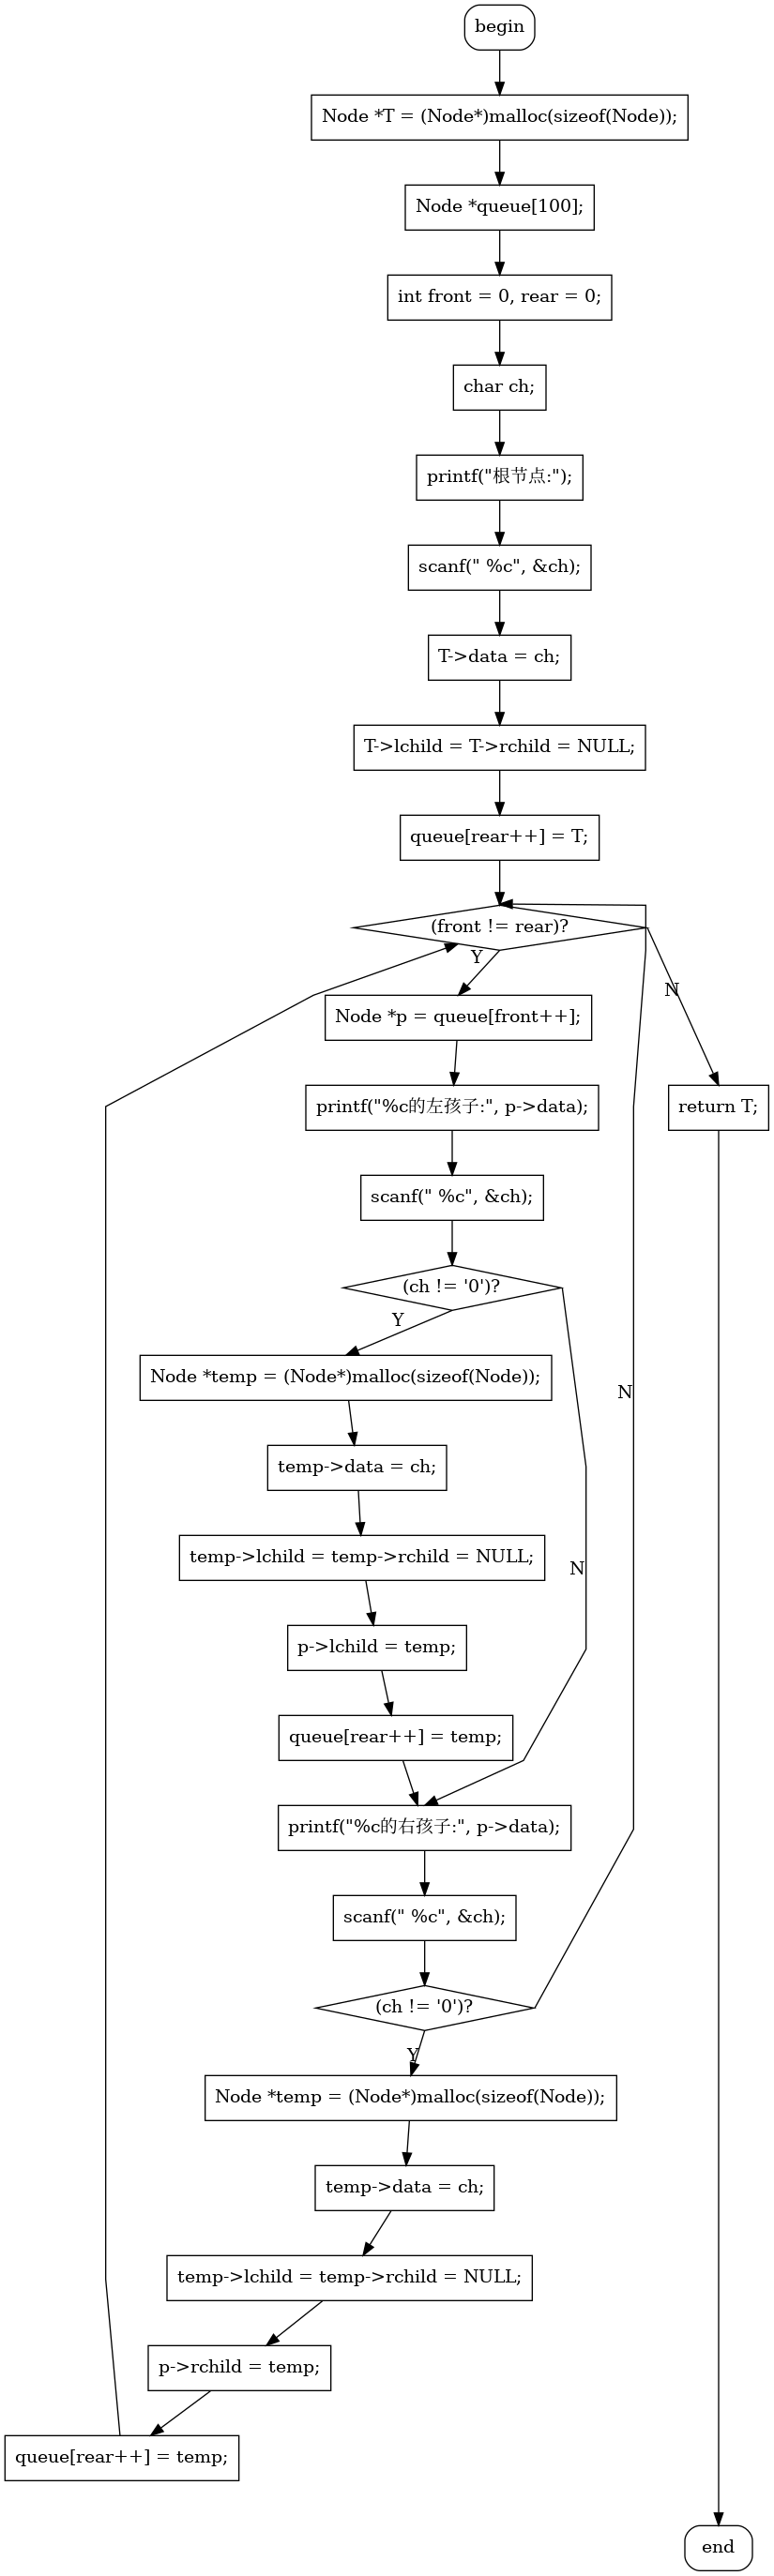 begin
Node *T = (Node*)malloc(sizeof(Node));
Node *queue[100];
int front = 0, rear = 0;
char ch;
printf("根节点:");
scanf(" %c", &ch);
T->data = ch;
T->lchild = T->rchild = NULL;
queue[rear++] = T;
(front != rear)?
Y
N
Node *p = queue[front++];
printf("%c的左孩子:", p->data);
return T;
scanf(" %c", &ch);
(ch != '0')?
Y
Node *temp = (Node*)malloc(sizeof(Node));
N
temp->data = ch;
temp->lchild = temp->rchild = NULL;
N
p->lchild = temp;
queue[rear++] = temp;
printf("%c的右孩子:", p->data);
scanf(" %c", &ch);
(ch != '0')?
Y
Node *temp = (Node*)malloc(sizeof(Node));
temp->data = ch;
temp->lchild = temp->rchild = NULL;
p->rchild = temp;
queue[rear++] = temp;
end